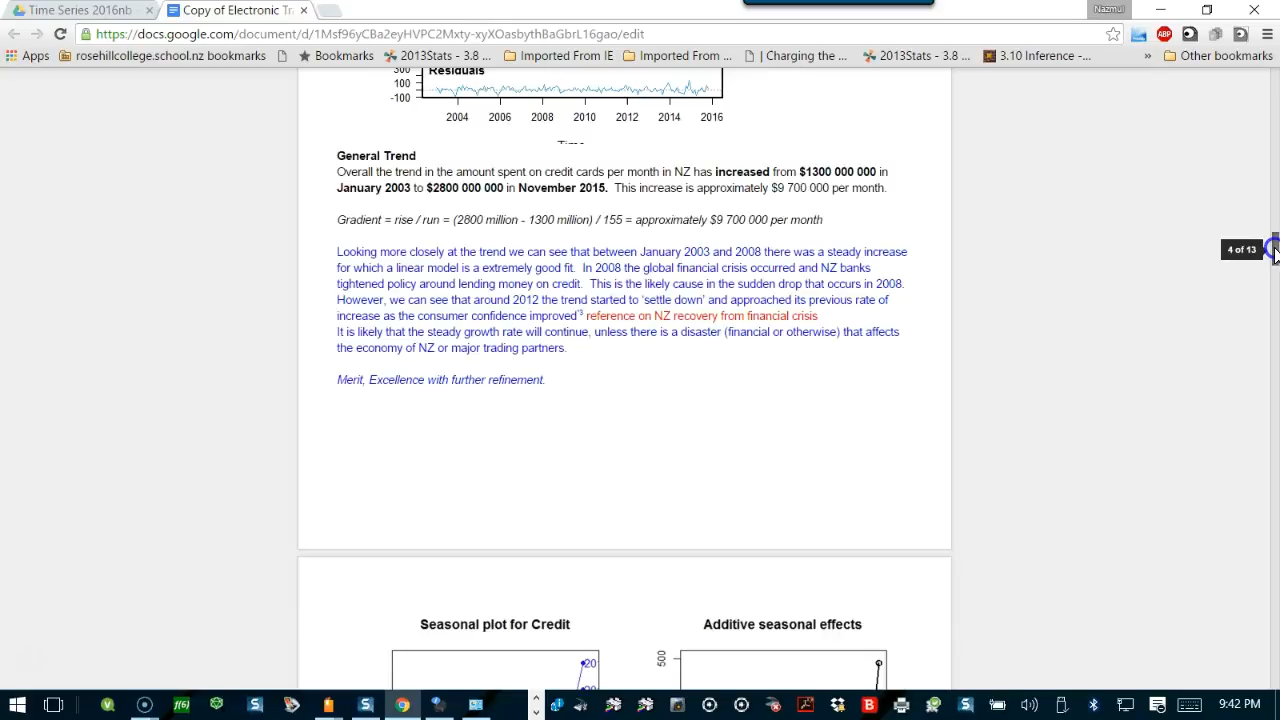 Time Series 2016nb
Copy of Electronic Tr
Nazmul
https://docs.google.com/document/d/1Msf96yCBa2eyHVPC2Mxty-xyXOasbythBaGbrL16gao/edit
Apps rosehillcollege.school.nz bookmarks Bookmarks 2013Stats - 3.8 ... Imported From IE Imported From ... | Charging the ... 2013Stats - 3.8 ... 3.10 Inference -... » Other bookmarks
300
Residuals
100
-100
2004 2006 2008 2010 2012 2014 2016
Time
General Trend
Overall the trend in the amount spent on credit cards per month in NZ has increased from $1300 000 000 in
January 2003 to $2800 000 000 in November 2015. This increase is approximately $9 700 000 per month.
Gradient = rise / run = (2800 million - 1300 million) / 155 = approximately $9 700 000 per month
Looking more closely at the trend we can see that between January 2003 and 2008 there was a steady increase
for which a linear model is a extremely good fit. In 2008 the global financial crisis occurred and NZ banks
tightened policy around lending money on credit. This is the likely cause in the sudden drop that occurs in 2008.
However, we can see that around 2012 the trend started to ‘settle down’ and approached its previous rate of
increase as the consumer confidence improved’³ reference on NZ recovery from financial crisis
It is likely that the steady growth rate will continue, unless there is a disaster (financial or otherwise) that affects
the economy of NZ or major trading partners.
Merit, Excellence with further refinement.
4 of 13
Seasonal plot for Credit
Additive seasonal effects
20
500
9:42 PM